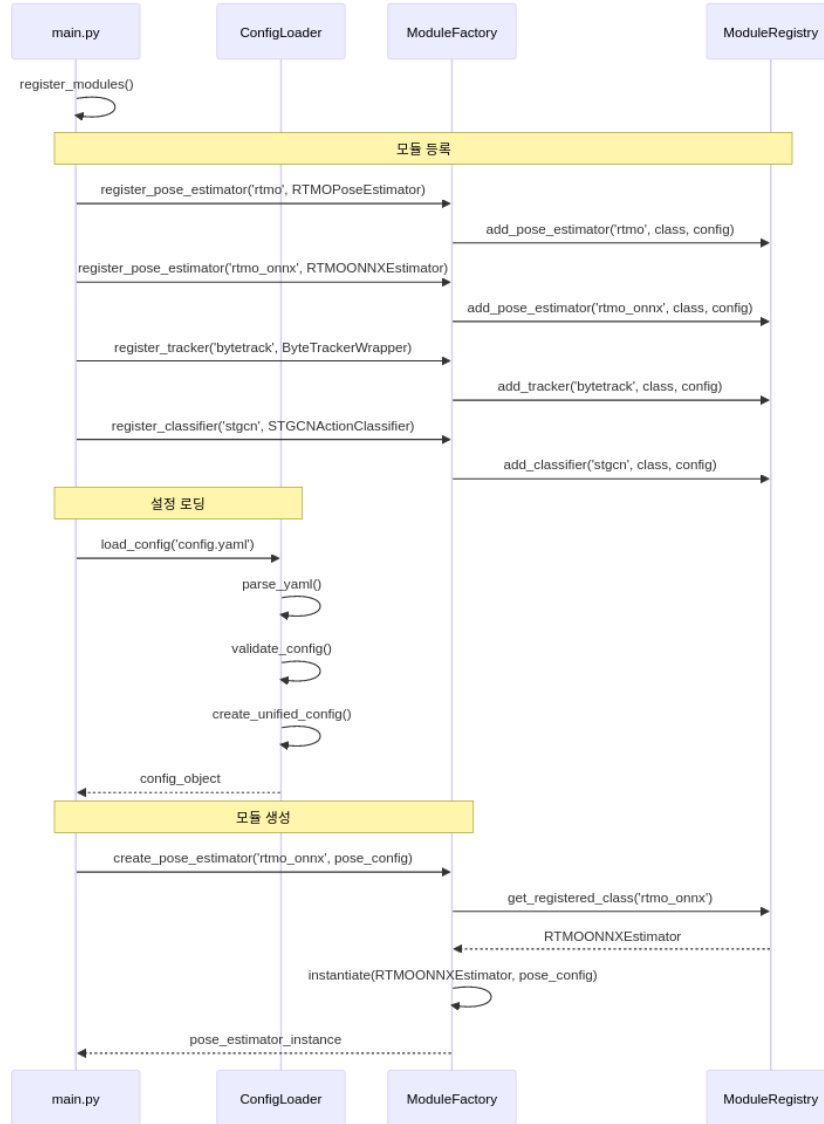 main.py
ConfigLoader
ModuleFactory
ModuleRegistry
register_modules()
모듈 등록
register_pose_estimator('rtmo', RTMOPoseEstimator)
add_pose_estimator('rtmo', class, config)
register_pose_estimator('rtmo_onnx', RTMOONNXEstimator)
add_pose_estimator('rtmo_onnx', class, config)
register_tracker('bytetrack', ByteTrackerWrapper)
add_tracker('bytetrack', class, config)
register_classifier('stgcn', STGCNActionClassifier)
add_classifier('stgcn', class, config)
설정 로딩
load_config('config.yaml')
parse_yaml()
validate_config()
create_unified_config()
config_object
모듈 생성
create_pose_estimator('rtmo_onnx', pose_config)
get_registered_class('rtmo_onnx')
RTMOONNXEstimator
instantiate(RTMOONNXEstimator, pose_config)
pose_estimator_instance
main.py
ConfigLoader
ModuleFactory
ModuleRegistry